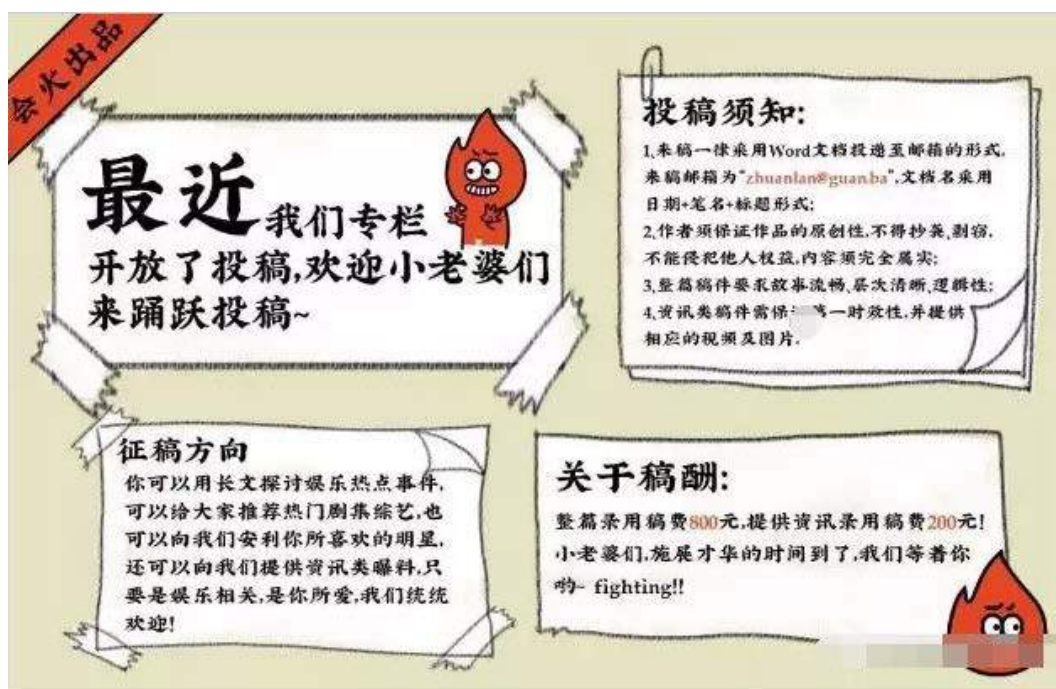 会火出品
最近我们专栏
开放了投稿,欢迎小老婆们
来踊跃投稿~
投稿须知:
1、来稿一律采用Word文档投递至邮箱的形式,
来稿邮箱为"zhuanlan@guan.ba",文档名采用
日期+笔名+标题形式;
2、作者须保证作品的原创性,不得抄袭、剽窃,
不能侵犯他人权益,内容须完全属实;
3、整篇稿件要求故事流畅、层次清晰、逻辑性;
4、资讯类稿件需保 一时效性,并提供
相应的视频及图片.
征稿方向
你可以用长文探讨娱乐热点事件,
可以给大家推荐热门剧集综艺,也
可以向我们安利你所喜欢的明星,
还可以向我们提供资讯类爆料,只
要是娱乐相关,是你所爱,我们统统
欢迎!
关于稿酬:
整篇录用稿费800元,提供资讯录用稿费200元!
小老婆们,施展才华的时间到了,我们等着你
哟~ fighting!!